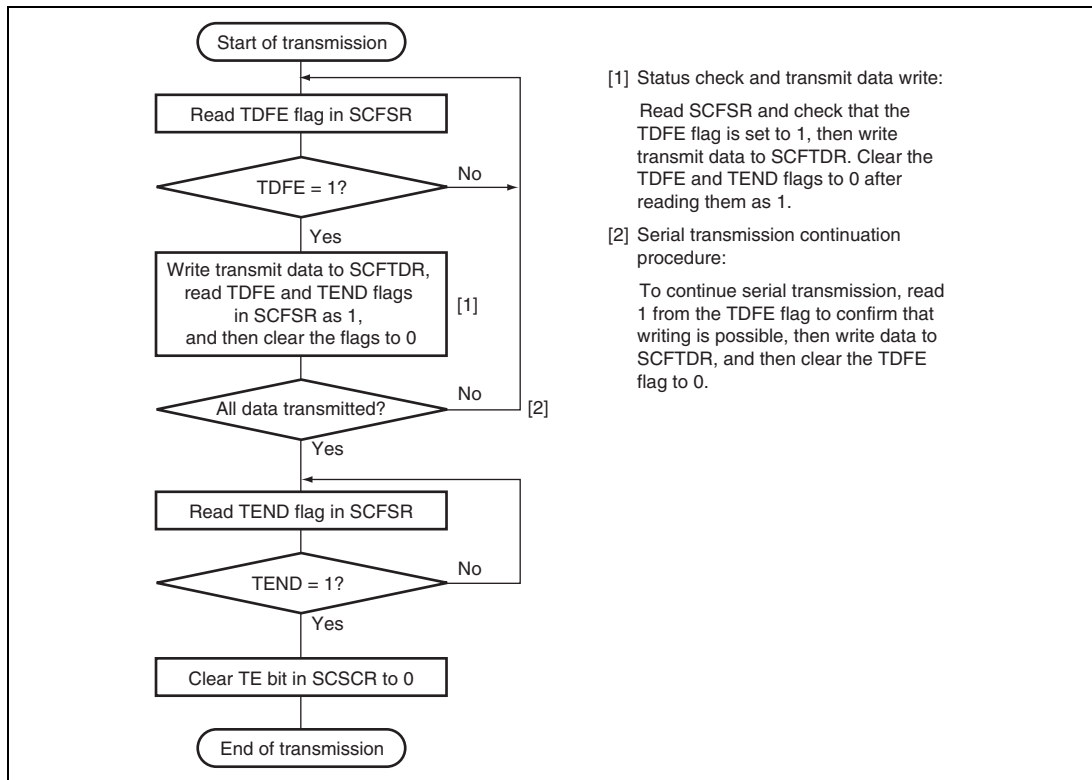 Start of transmission
Read TDFE flag in SCFSR
TDFE = 1?
No
Yes
Write transmit data to SCFTDR,
read TDFE and TEND flags
in SCFSR as 1,
and then clear the flags to 0
[1]
All data transmitted?
No
[2]
Yes
Read TEND flag in SCFSR
TEND = 1?
No
Yes
Clear TE bit in SCSCR to 0
End of transmission
[1] Status check and transmit data write:
Read SCFSR and check that the
TDFE flag is set to 1, then write
transmit data to SCFTDR. Clear the
TDFE and TEND flags to 0 after
reading them as 1.
[2] Serial transmission continuation
procedure:
To continue serial transmission, read
1 from the TDFE flag to confirm that
writing is possible, then write data to
SCFTDR, and then clear the TDFE
flag to 0.